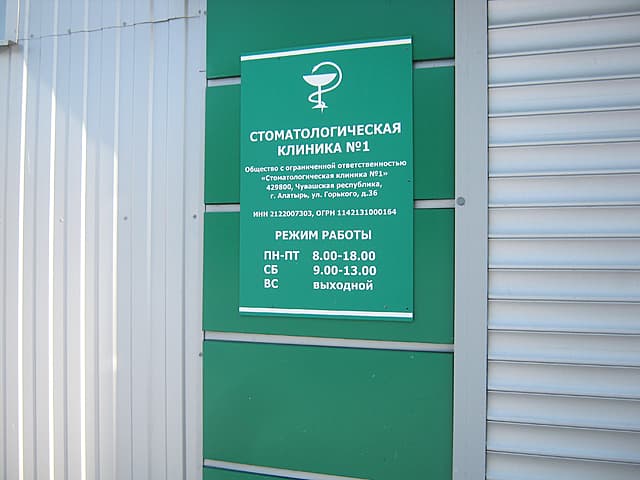 СТОМАТОЛОГИЧЕСКАЯ
КЛИНИКА №1
Общество с ограниченной ответственностью
«Стоматологическая клиника №1»
429800, Чувашская республика,
г. Алатырь, ул. Горького, д.36
ИНН 2122007303, ОГРН 1142131000164
РЕЖИМ РАБОТЫ
ПН-ПТ 8.00-18.00
СБ 9.00-13.00
ВС выходной